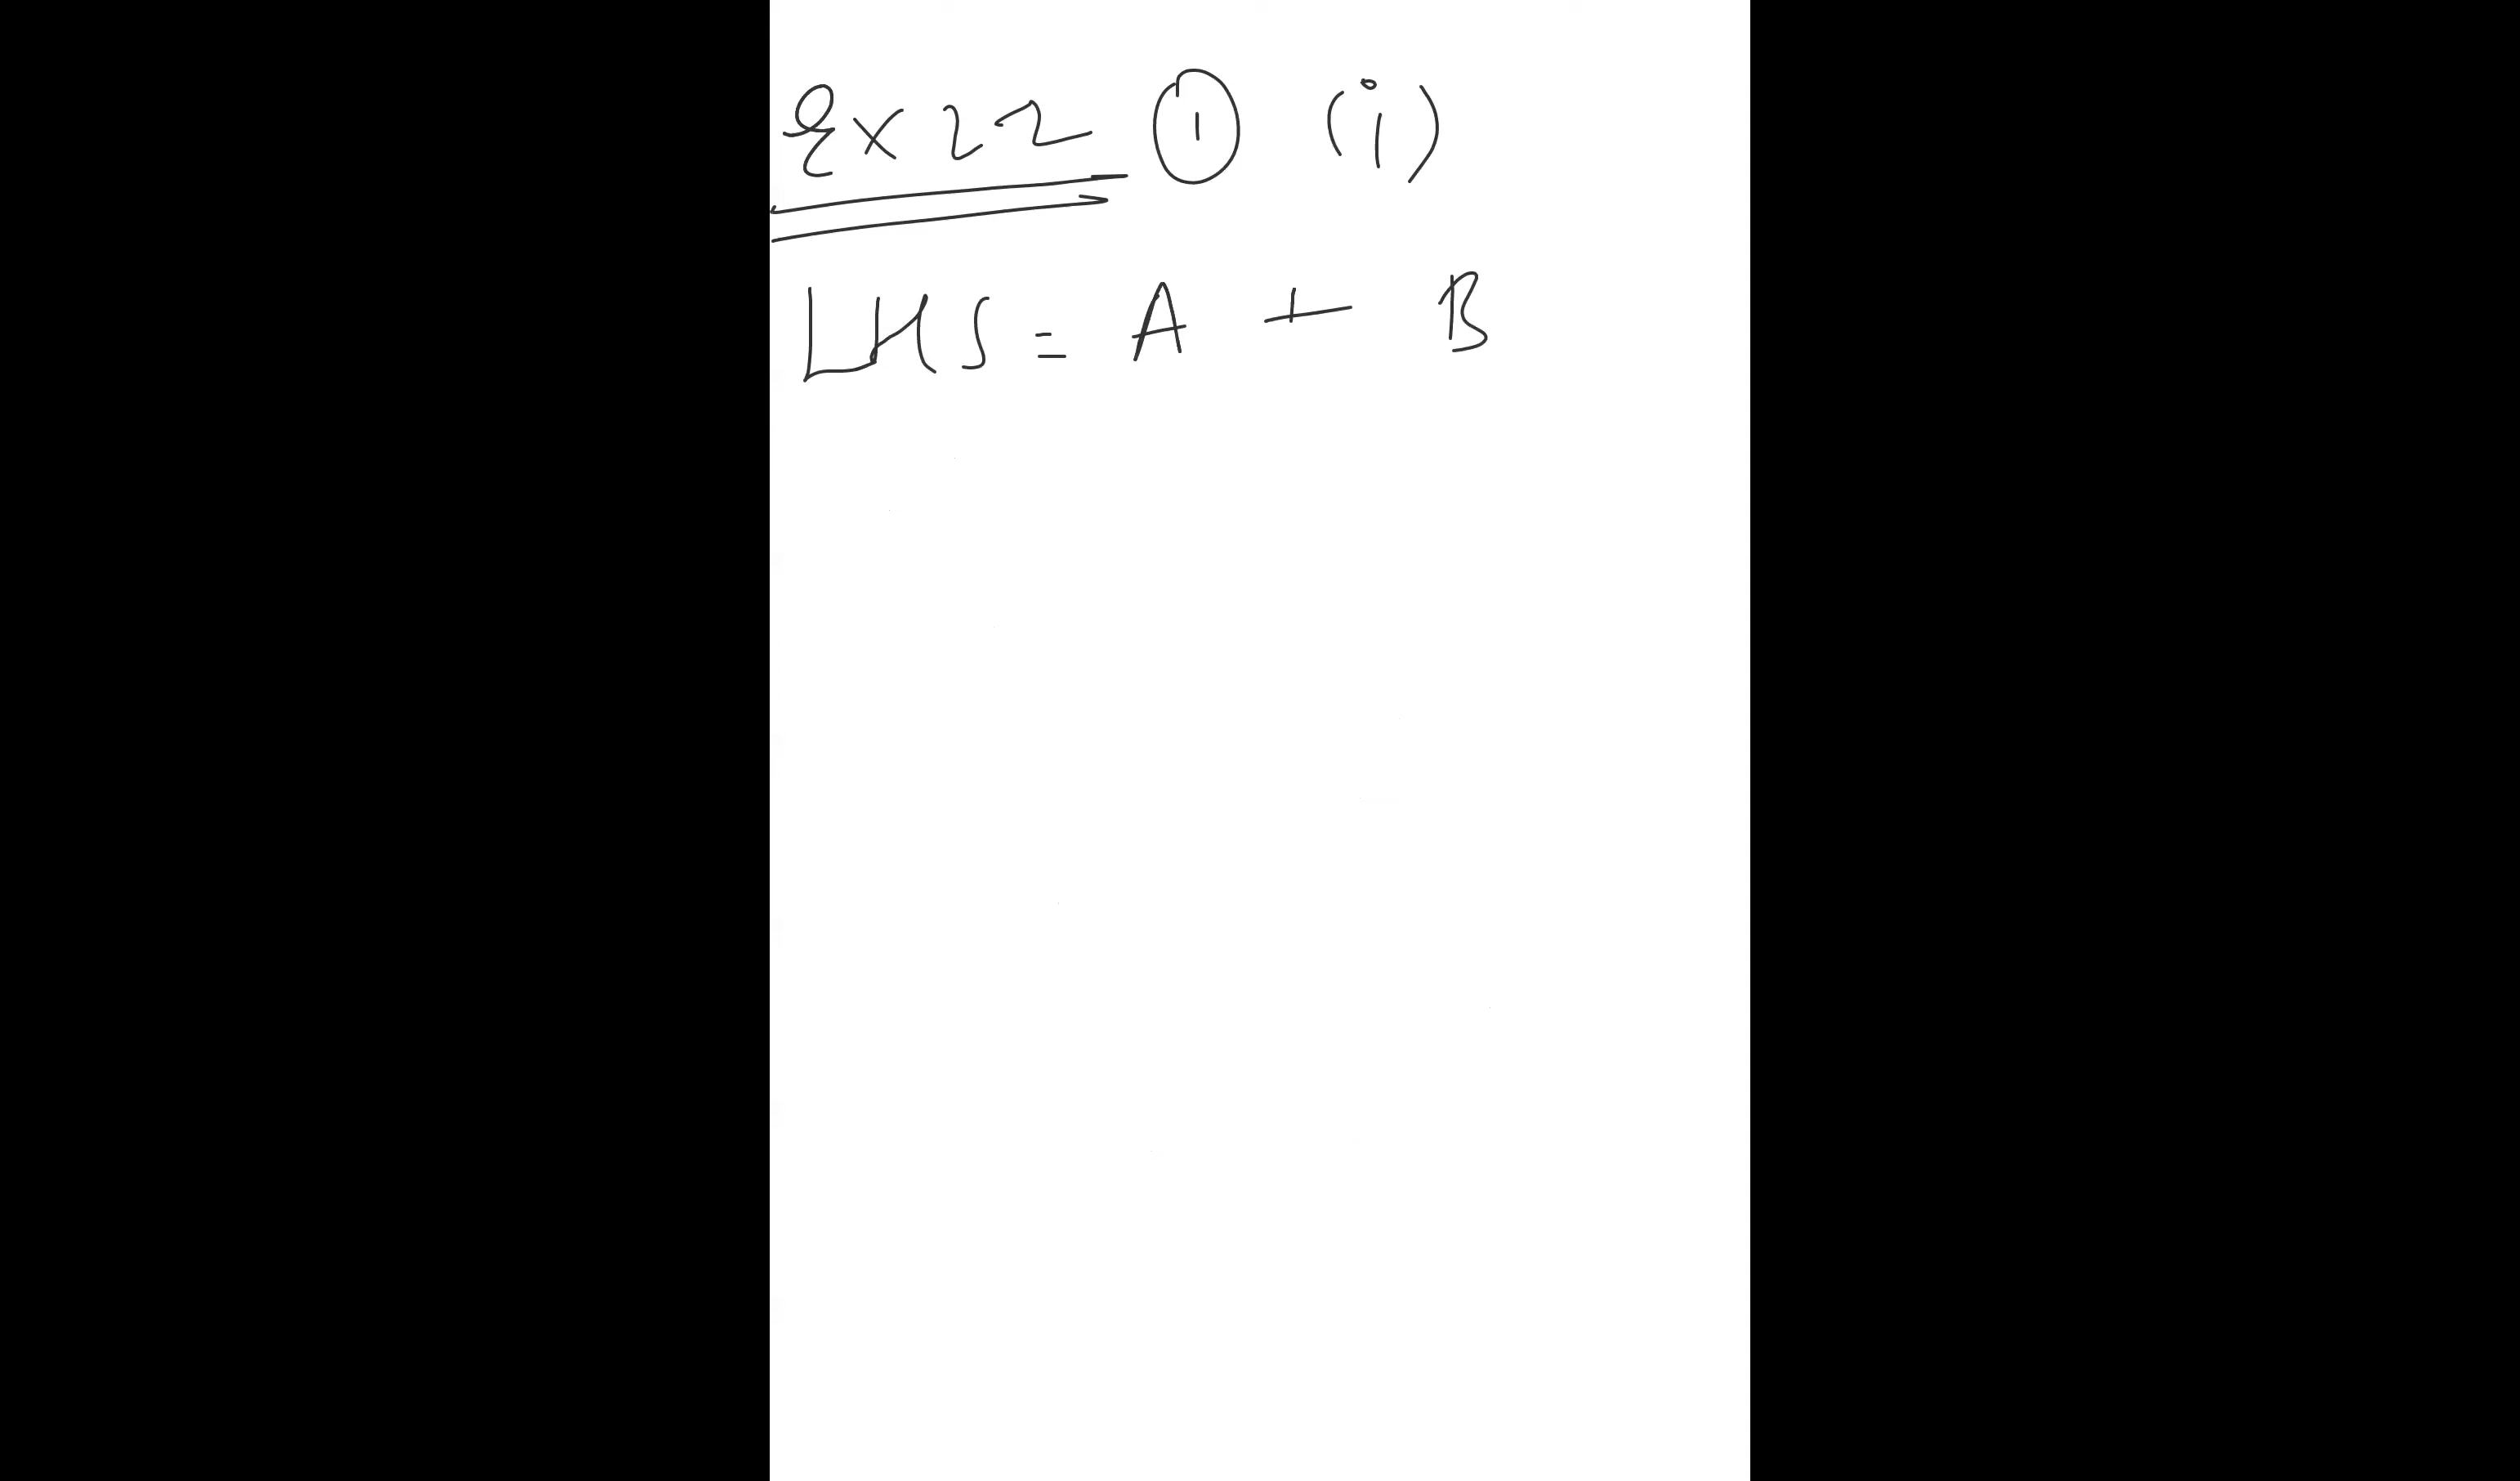 Ex 22 ① (i)
LHS = A + B